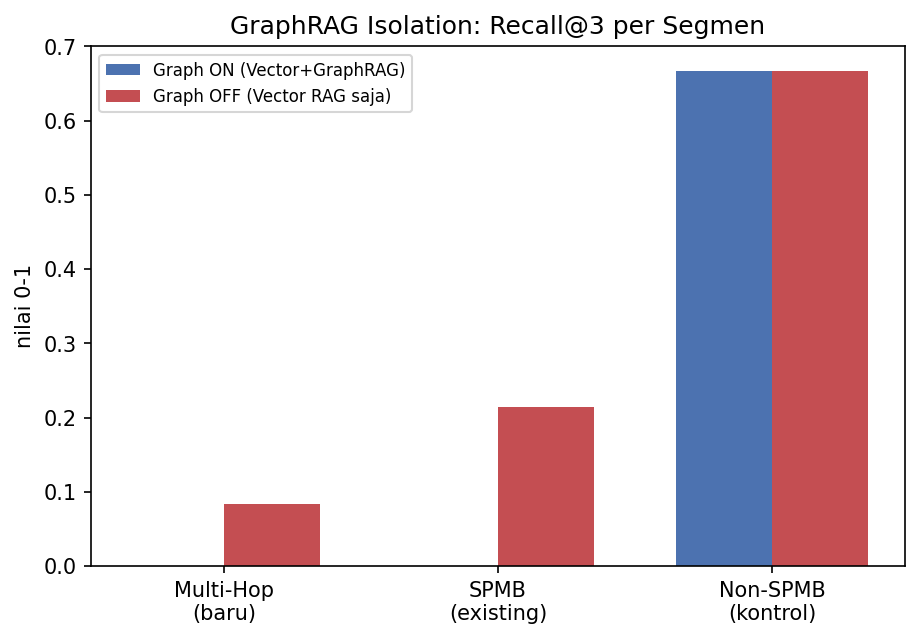 GraphRAG Isolation: Recall@3 per Segmen
Graph ON (Vector+GraphRAG)
Graph OFF (Vector RAG saja)
nilai 0-1
0.7
0.6
0.5
0.4
0.3
0.2
0.1
0.0
Multi-Hop
(baru)
SPMB
(existing)
Non-SPMB
(kontrol)